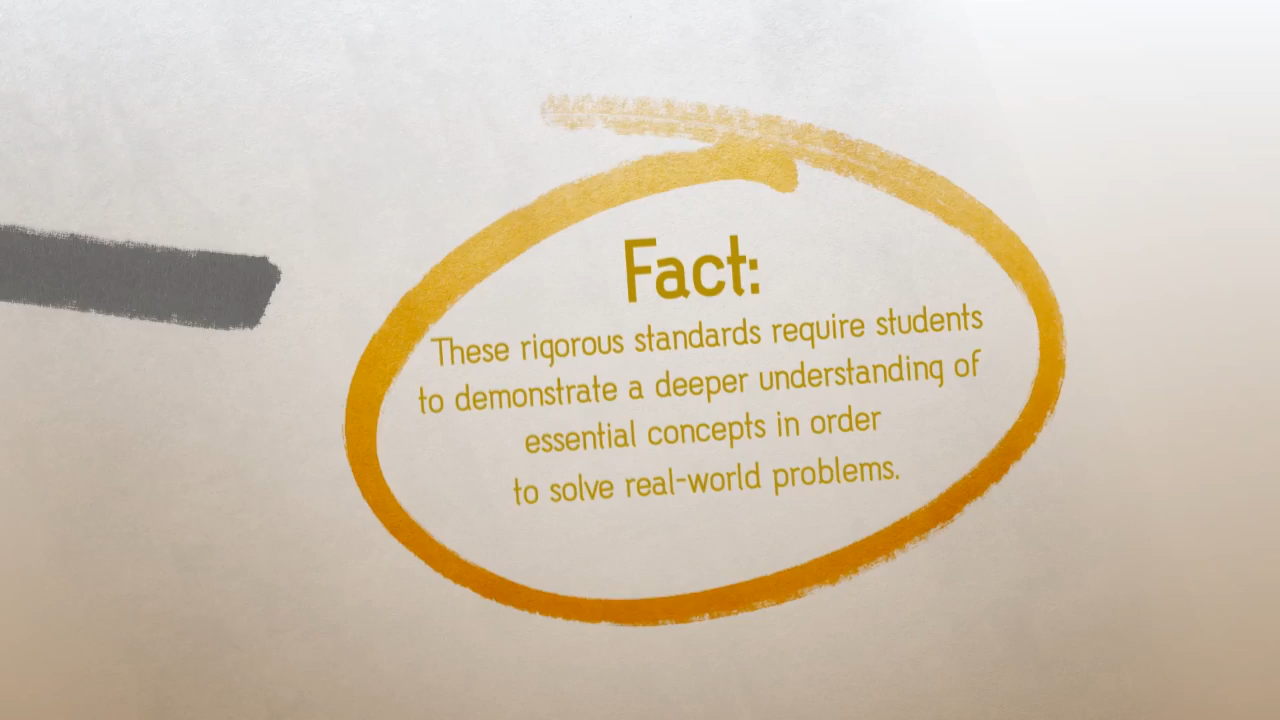 Fact:
These rigorous standards require students
to demonstrate a deeper understanding of
essential concepts in order
to solve real-world problems.